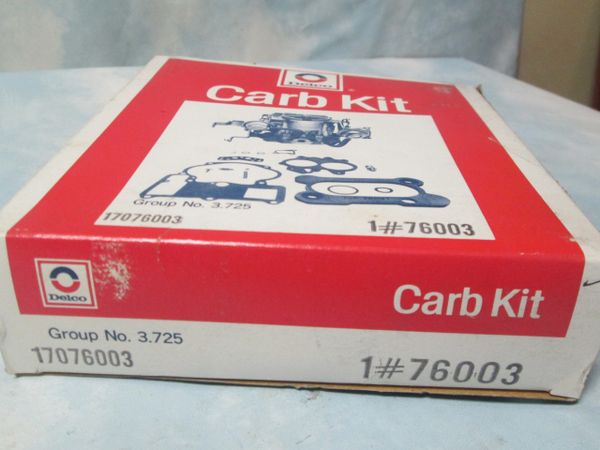 Delco
Carb Kit
Group No. 3.725
17076003
1#76003
Delco
Carb Kit
Group No. 3.725
17076003
1#76003